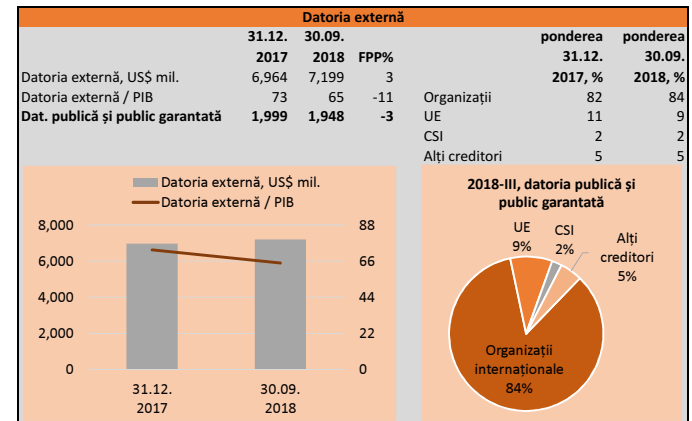 Datoria externă
31.12. 30.09. ponderea ponderea
2017 2018 FPP% 31.12. 30.09.
Datoria externă, US$ mil. 6,964 7,199 3 2017, % 2018, %
Datoria externă / PIB 73 65 -11 Organizații 82 84
Dat. publică și public garantată 1,999 1,948 -3 UE 11 9
CSI 2 2
Alți creditori 5 5
Datoria externă, US$ mil.
Datoria externă / PIB
8,000 88
6,000 66
4,000 44
2,000 22
0 0
31.12. 30.09.
2017 2018
2018-III, datoria publică și
public garantată
UE
9%
CSI
2%
Alți
creditori
5%
Organizații
internaționale
84%